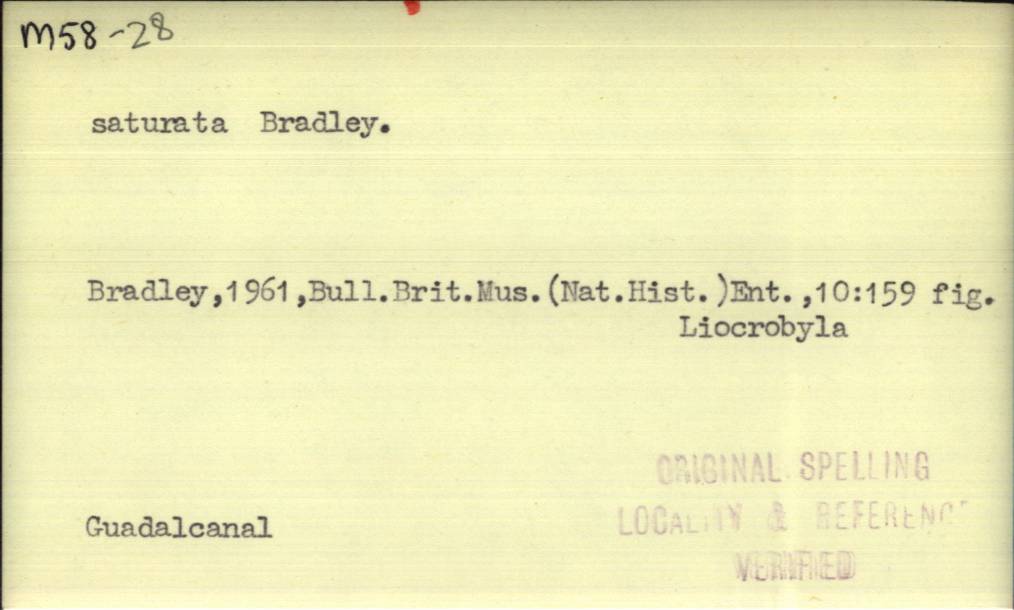 M58-28
saturata Bradley.
Bradley,1961,Bull.Brit.Mus.(Nat.Hist.)Ent.,10:159 fig.
Liocrobyla
Guadalcanal
ORIGINAL SPELLING
LOCALITY & REFERENCE
VERIFIED